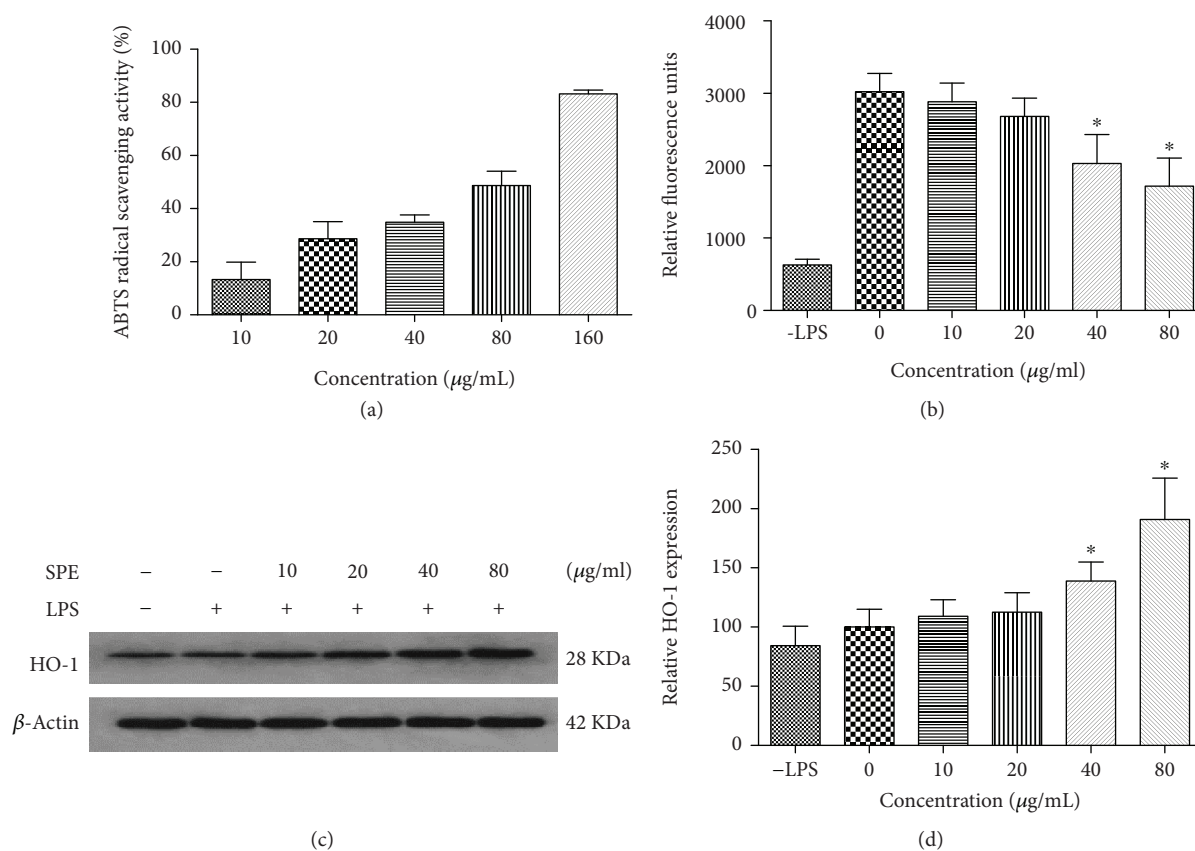 ABTS radical scavenging activity (%)
100
80
60
40
20
0
10 20 40 80 160
Concentration (μg/mL)
(a)
Relative fluorescence units
4000
3000
2000
1000
0
* *
-LPS 0 10 20 40 80
Concentration (μg/ml)
(b)
SPE – – 10 20 40 80 (μg/ml)
LPS – + + + + +
HO-1 28 KDa
β-Actin 42 KDa
(c)
Relative HO-1 expression
250
200
150
100
50
0
* *
−LPS 0 10 20 40 80
Concentration (μg/mL)
(d)